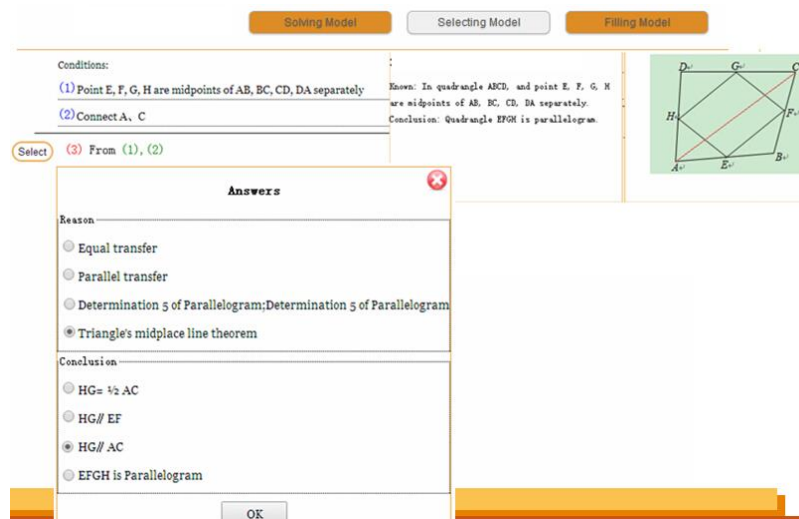 Solving Model
Selecting Model
Filling Model
Conditions:
(1) Point E, F, G, H are midpoints of AB, BC, CD, DA separately
(2) Connect A、C
Select
(3) From (1), (2)
:
Known: In quadrangle ABCD, and point E, F, G, H
are midpoints of AB, BC, CD, DA separately.
Conclusion: Quadrangle EFGH is parallelogram.
D
G
C
H
F
A
E
B
Answers
Reason
Equal transfer
Parallel transfer
Determination 5 of Parallelogram;Determination 5 of Parallelogram
Triangle's midplace line theorem
Conclusion
HG= ½ AC
HG// EF
HG// AC
EFGH is Parallelogram
OK